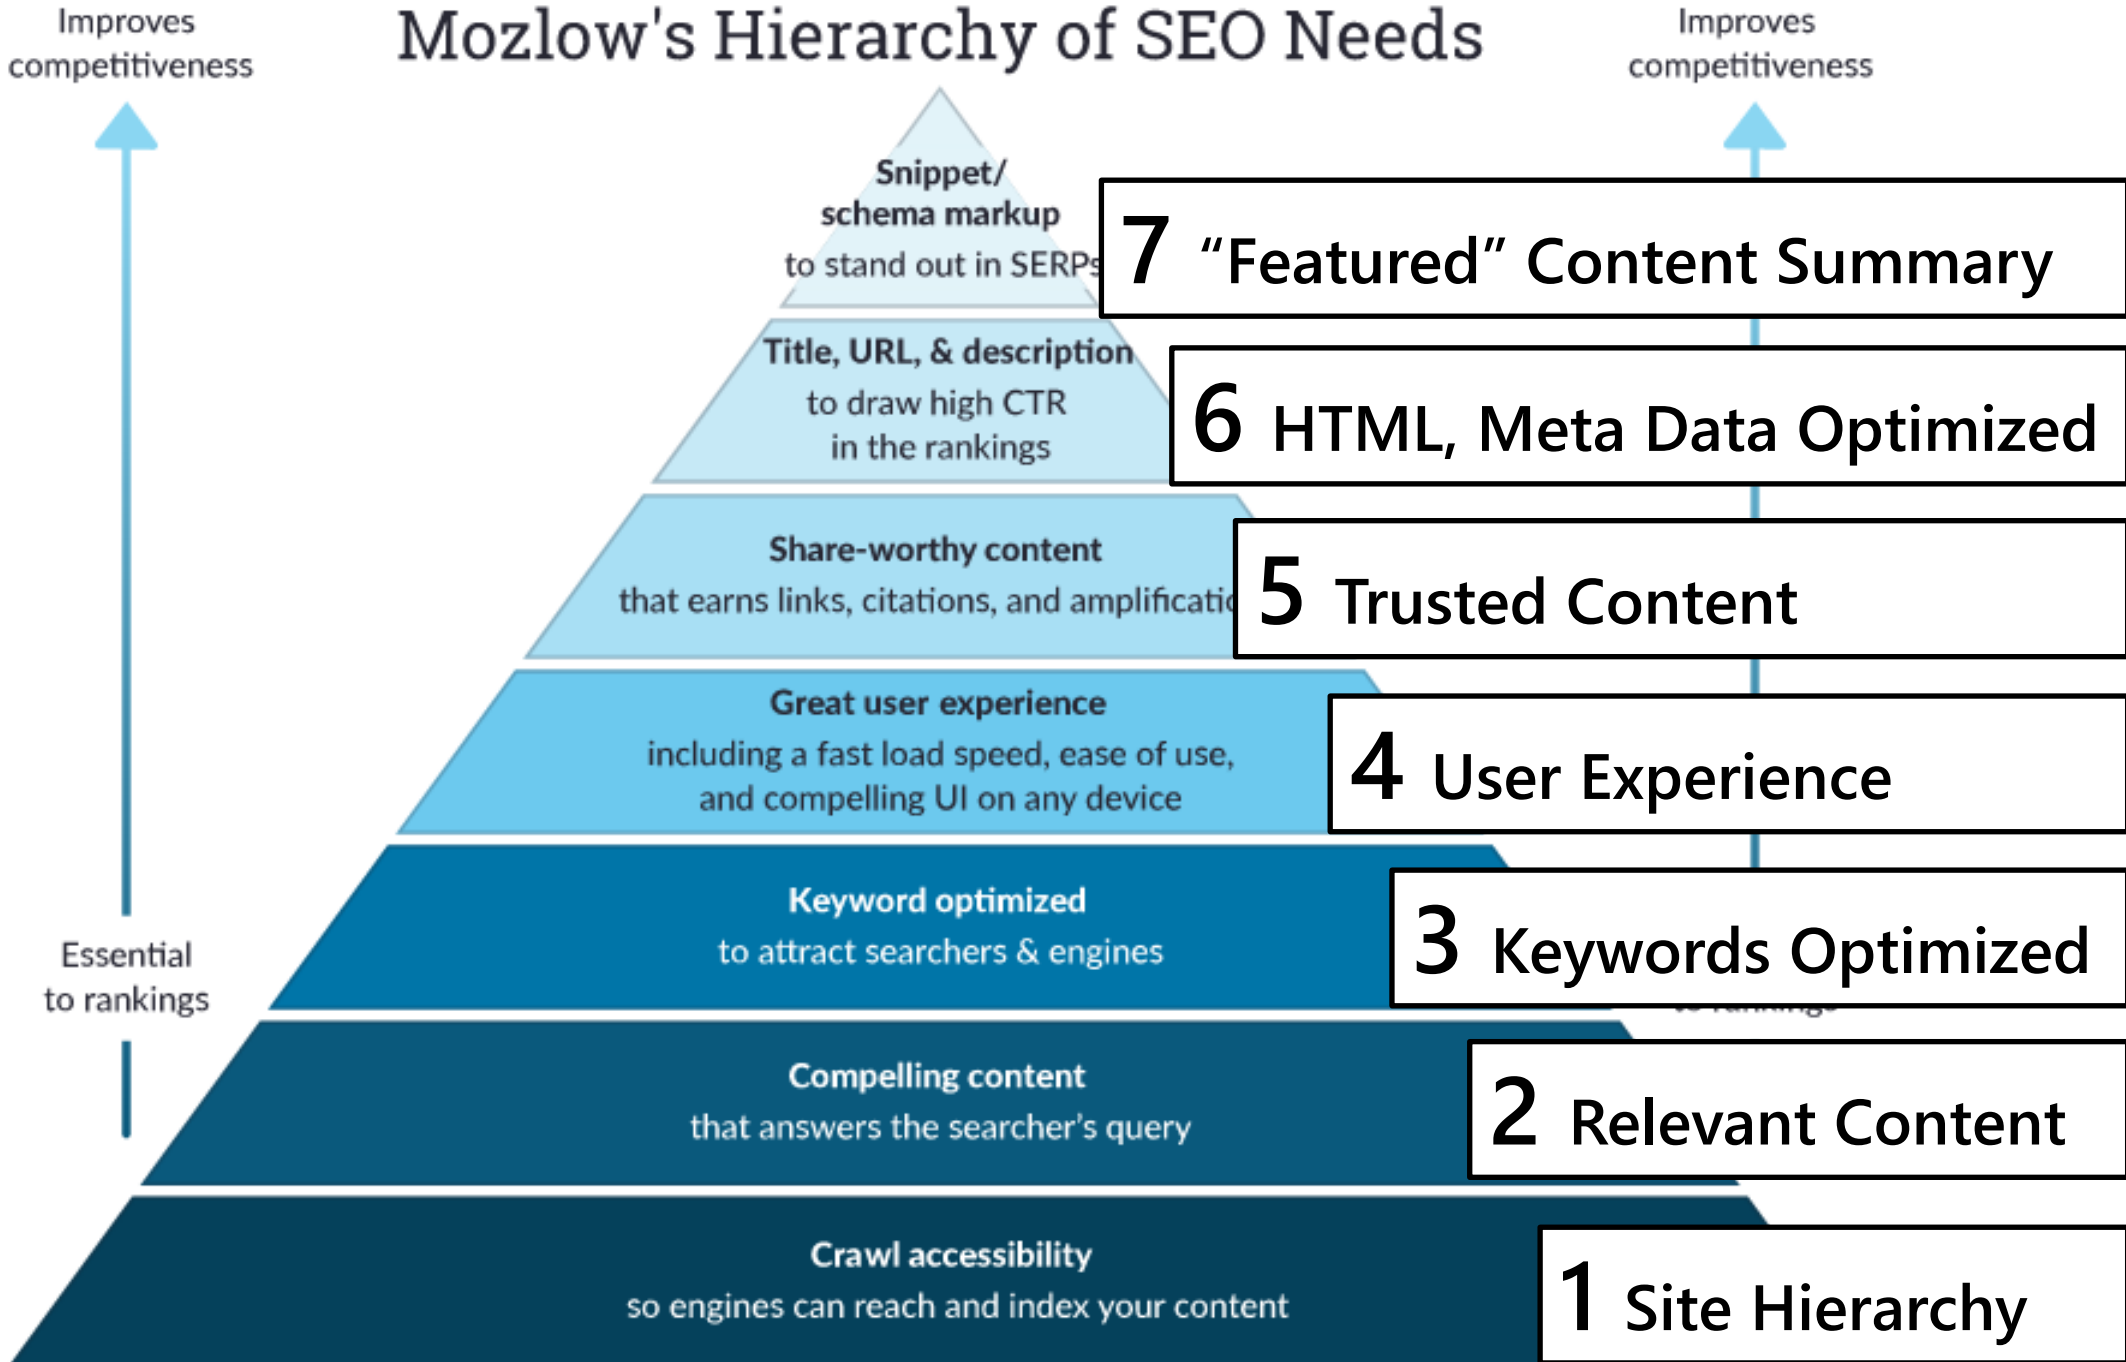 Improves
competitiveness
Mozlow's Hierarchy of SEO Needs
Improves
competitiveness
Snippet/
schema markup
to stand out in SERPs
7 “Featured” Content Summary
Title, URL, & description
to draw high CTR
in the rankings
6 HTML, Meta Data Optimized
Share-worthy content
that earns links, citations, and
5 Trusted Content
Great user experience
including a fast load speed, ease of use,
and compelling UI on any device
4 User Experience
Keyword optimized
to attract searchers & engines
3 Keywords Optimized
Essential
to rankings
Compelling content
that answers the searcher’s query
2 Relevant Content
Crawl accessibility
so engines can reach and index your content
1 Site Hierarchy